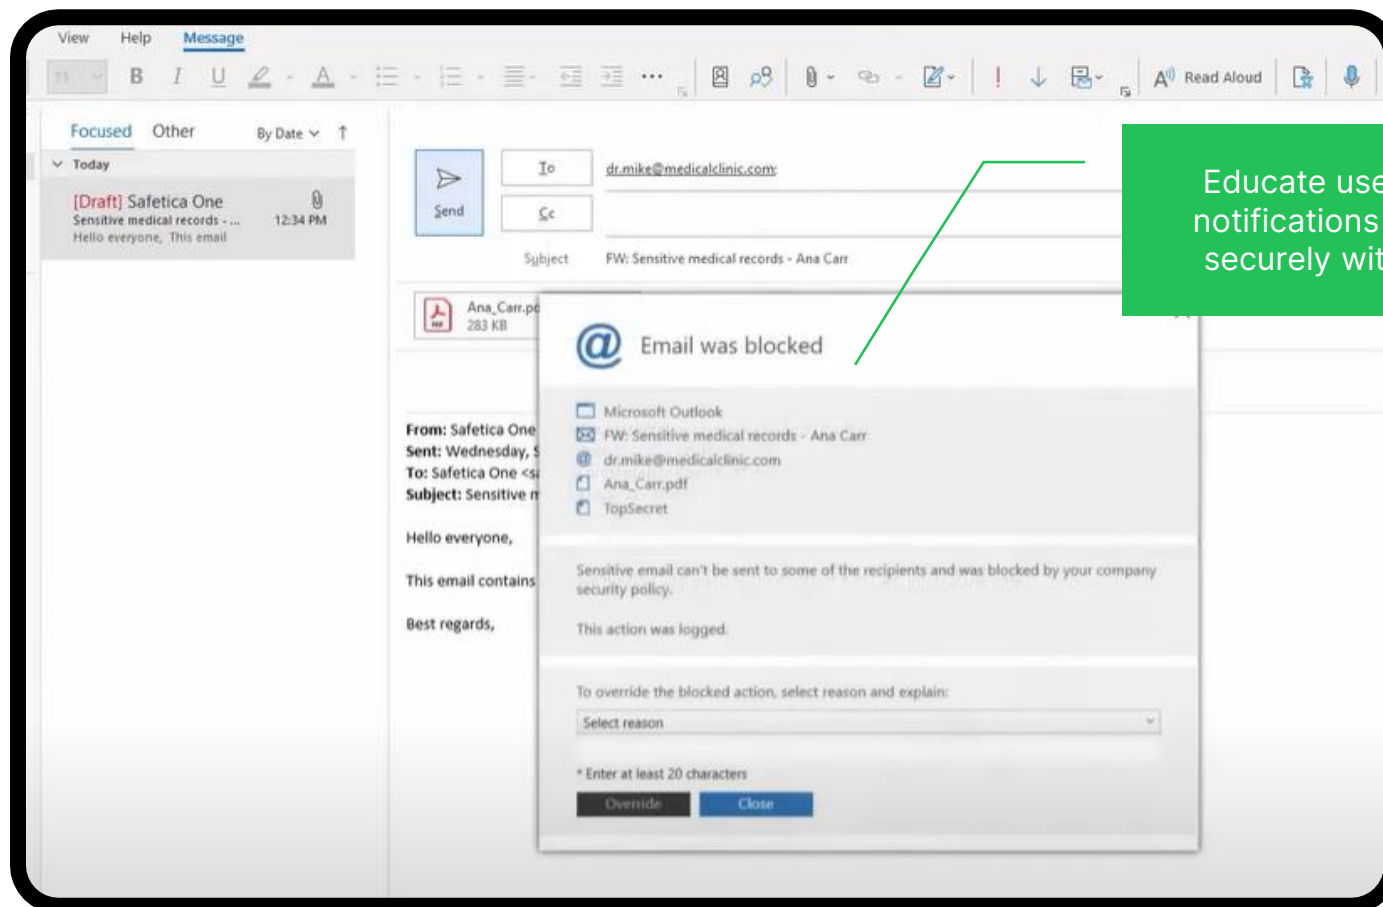 View Help Message
11 B I U A ... Read Aloud
Focused Other By Date
Today
[Draft] Safetica One
Sensitive medical records - ... 12:34 PM
Hello everyone, This email
Send
To dr.mike@medicalclinic.com;
Cc
Subject FW: Sensitive medical records - Ana Carr
Ana_Carr.pd
283 KB
Educate use
notifications
securely wit
Email was blocked
Microsoft Outlook
FW: Sensitive medical records - Ana Carr
dr.mike@medicalclinic.com
Ana_Carr.pdf
TopSecret
From: Safetica One
Sent: Wednesday, S
To: Safetica One <sa
Subject: Sensitive m
Hello everyone,
This email contains
Best regards,
Sensitive email can't be sent to some of the recipients and was blocked by your company
security policy.
This action was logged.
To override the blocked action, select reason and explain:
Select reason
* Enter at least 20 characters
Override Close